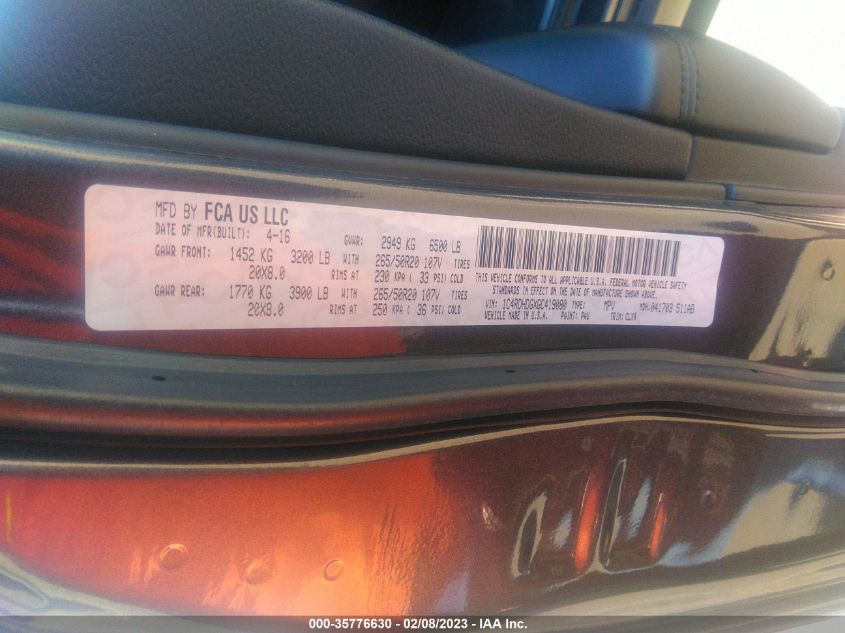 MFD BY FCA US LLC
DATE OF MFR(BUILT): 4-16 GVWR: 2949 KG 6500 LB
GAWR FRONT: 1452 KG 3200 LB WITH 265/50R20 107V TIRES
20X8.0 RIMS AT 230 KPA ( 33 PSI) COLD
GAWR REAR: 1770 KG 3900 LB WITH 265/50R20 107V TIRES
20X8.0 RIMS AT 250 KPA ( 36 PSI) COLD
THIS VEHICLE CONFORMS TO ALL APPLICABLE U.S.A. FEDERAL MOTOR VEHICLE SAFETY
STANDARDS IN EFFECT ON THE DATE OF MANUFACTURE SHOWN ABOVE.
VIN: 1C4RDHDGXGC419080 TYPE: MPV MDH:041703 511AB
VEHICLE MADE IN U.S.A. PAINT: PAU TRIM: CLX9
000-35776630 - 02/08/2023 - IAA Inc.